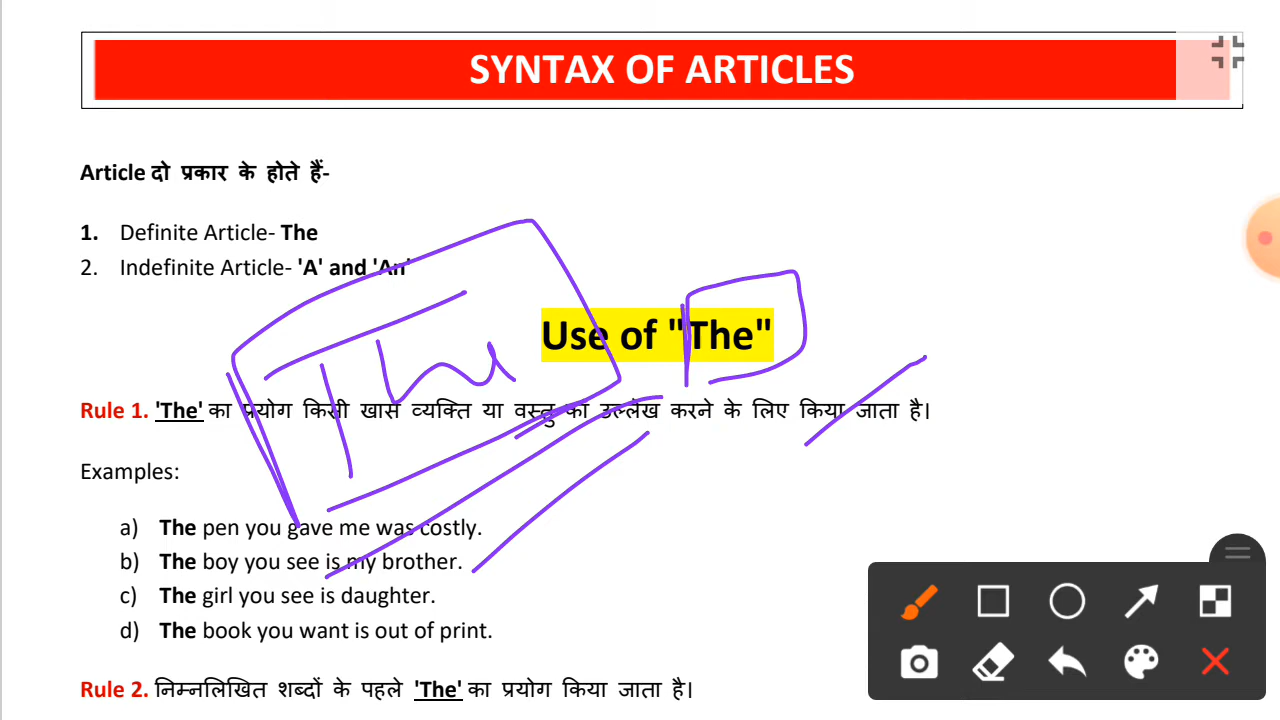 SYNTAX OF ARTICLES
Article दो प्रकार के होते हैं-
1. Definite Article- The
2. Indefinite Article- 'A' and 'An'
Use of "The"
The
Rule 1. 'The' का प्रयोग किसी खास व्यक्ति या वस्तु का उल्लेख करने के लिए किया जाता है।
Examples:
a) The pen you gave me was costly.
b) The boy you see is my brother.
c) The girl you see is daughter.
d) The book you want is out of print.
Rule 2. निम्नलिखित शब्दों के पहले 'The' का प्रयोग किया जाता है।